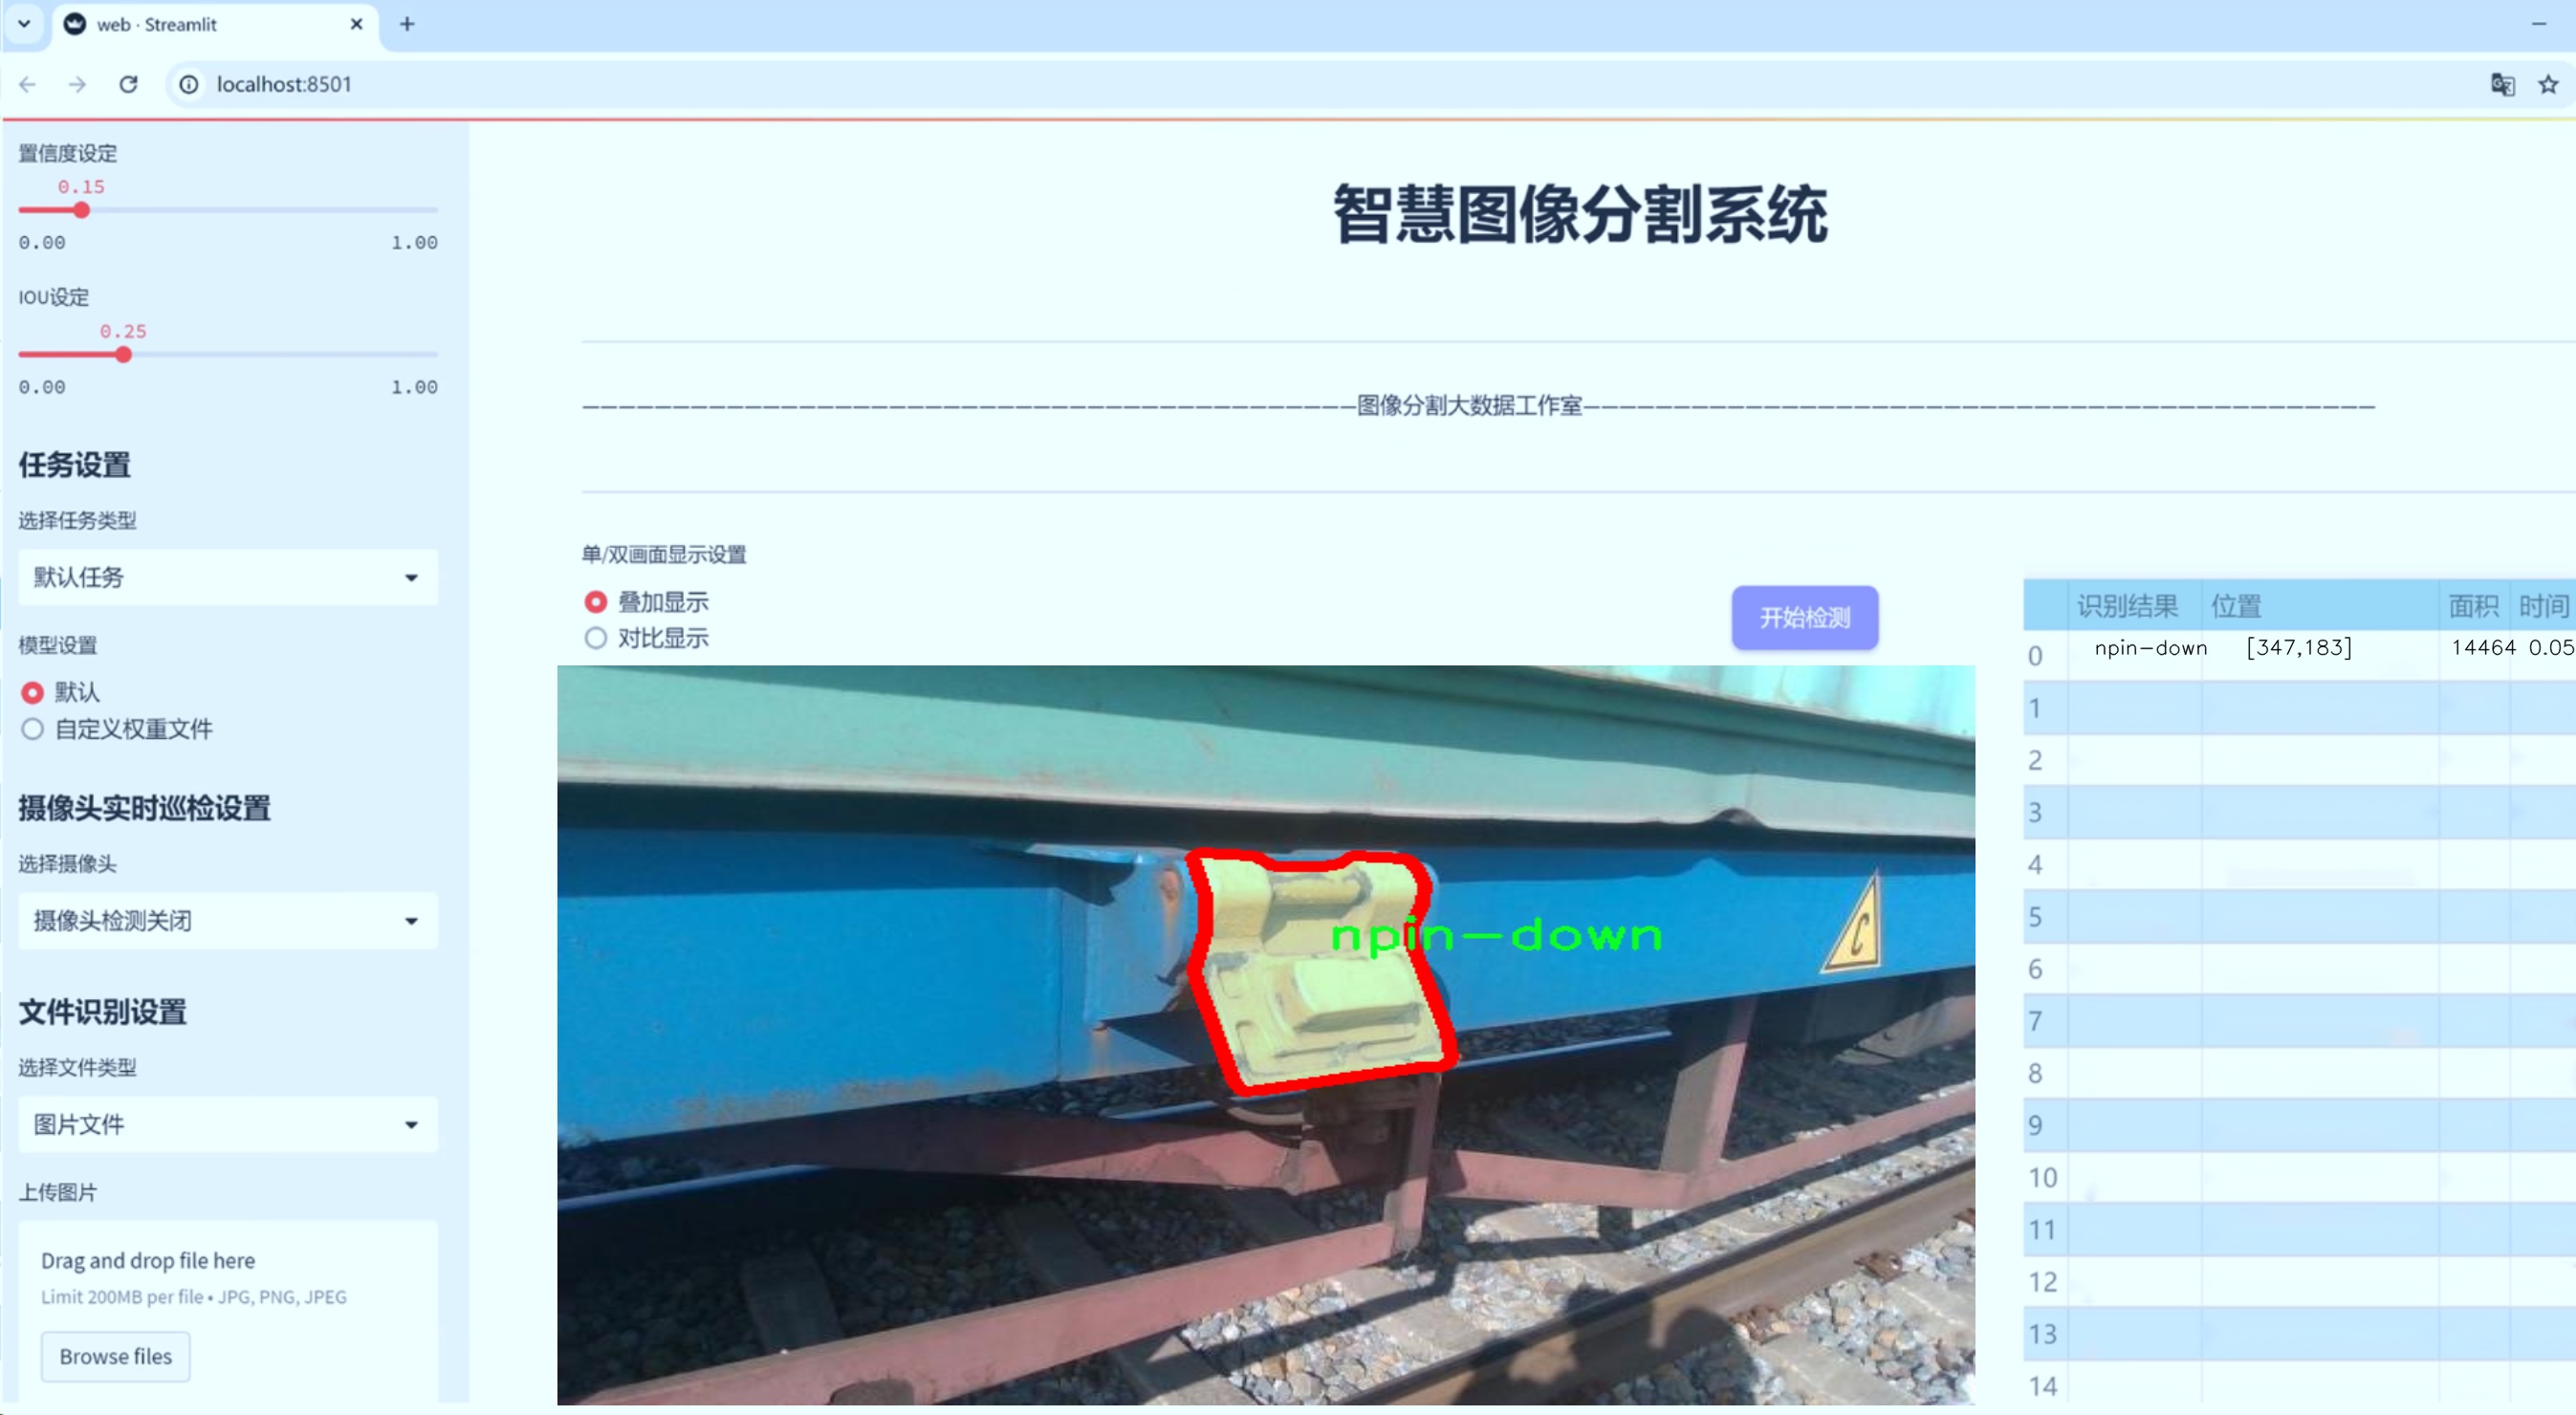 web · Streamlit
localhost:8501
置信度设定
0.15
0.00 1.00
IOU设定
0.25
0.00 1.00
任务设置
选择任务类型
默认任务
模型设置
默认
自定义权重文件
摄像头实时巡检设置
选择摄像头
摄像头检测关闭
文件识别设置
选择文件类型
图片文件
上传图片
Drag and drop file here
Limit 200MB per file • JPG, PNG, JPEG
Browse files
智慧图像分割系统
图像分割大数据工作室
单/双画面显示设置
叠加显示
对比显示
开始检测
npin-down
C
识别结果 位置 面积 时间
0 npin-down [347,183] 14464 0.05
1
2
3
4
5
6
7
8
9
10
11
12
13
14